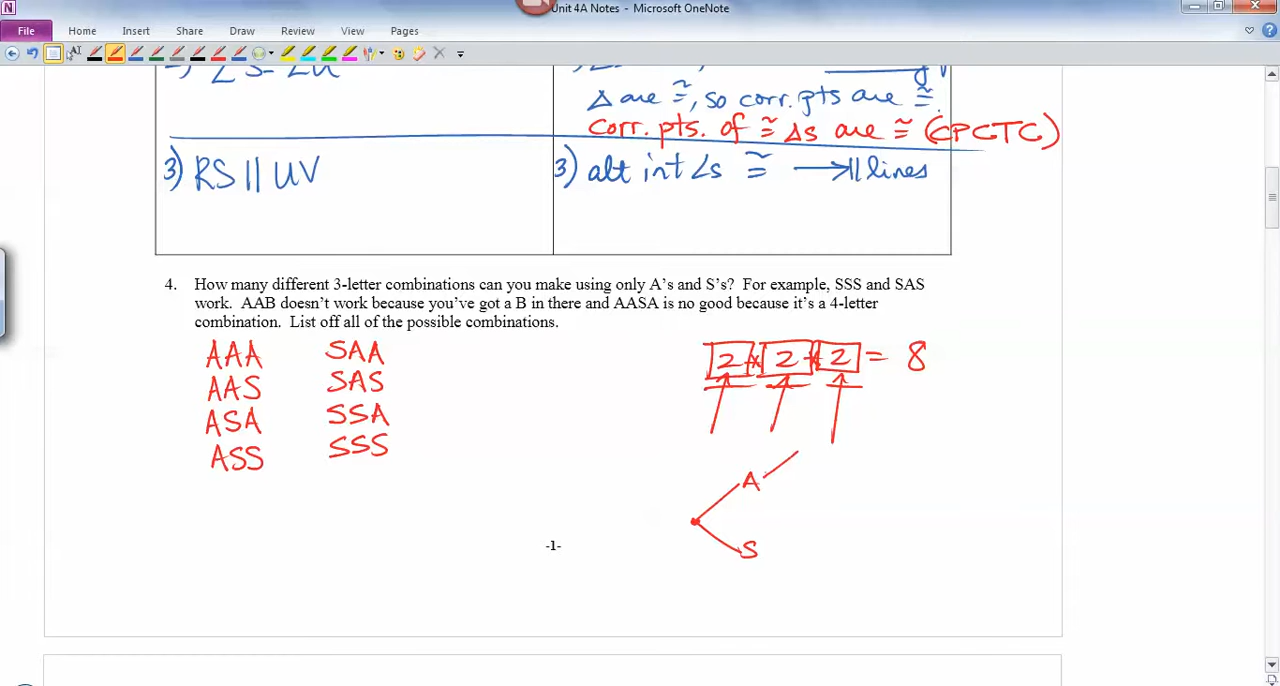 Unit 4A Notes - Microsoft OneNote
File Home Insert Share Draw Review View Pages
∠S=∠U
Δ are ≅, so corr. pts are ≅.
Corr. pts. of ≅ Δs are ≅ (CPCTC)
3) RS || UV
3) alt int ∠s ≅ → || lines
4. How many different 3-letter combinations can you make using only A's and S's? For example, SSS and SAS
work. AAB doesn't work because you've got a B in there and AASA is no good because it's a 4-letter
combination. List off all of the possible combinations.
AAA SAA
AAS SAS
ASA SSA
ASS SSS
2 x 2 x 2 = 8
A
S
-1-